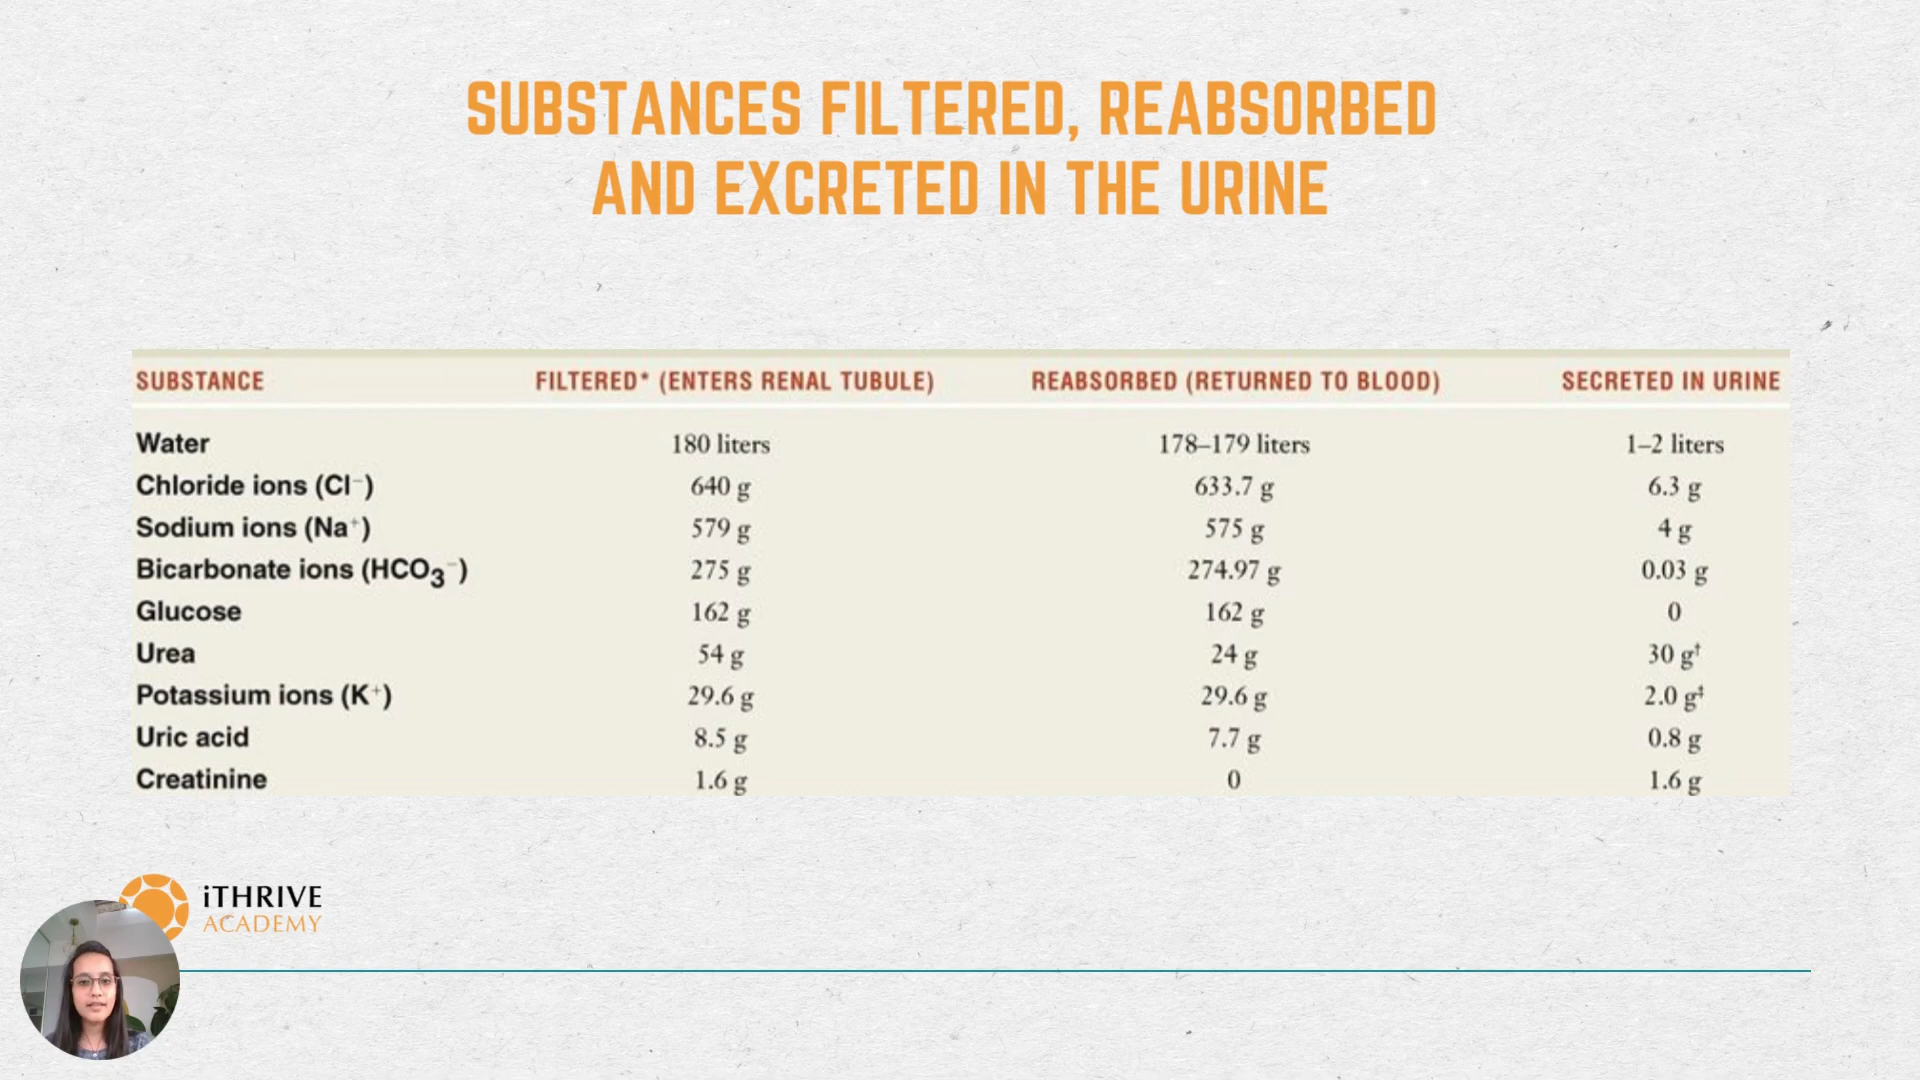 SUBSTANCES FILTERED, REABSORBED
AND EXCRETED IN THE URINE
SUBSTANCE FILTERED* (ENTERS RENAL TUBULE) REABSORBED (RETURNED TO BLOOD) SECRETED IN URINE
Water 180 liters 178–179 liters 1–2 liters
Chloride ions (Cl⁻) 640 g 633.7 g 6.3 g
Sodium ions (Na⁺) 579 g 575 g 4 g
Bicarbonate ions (HCO₃⁻) 275 g 274.97 g 0.03 g
Glucose 162 g 162 g 0
Urea 54 g 24 g 30 g†
Potassium ions (K⁺) 29.6 g 29.6 g 2.0 g‡
Uric acid 8.5 g 7.7 g 0.8 g
Creatinine 1.6 g 0 1.6 g
iTHRIVE
ACADEMY